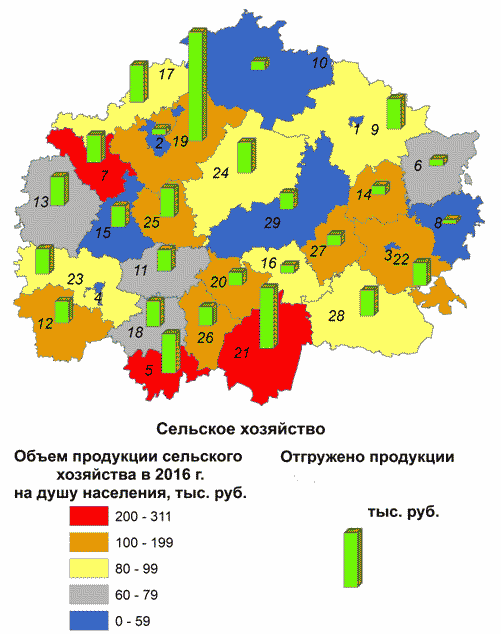 17
10
1
9
2
19
6
7
24
13
14
8
25
15
29
27
3
22
11
16
23
20
4
28
12
18
26
21
5
Сельское хозяйство
Объем продукции сельского
хозяйства в 2016 г.
на душу населения, тыс. руб.
Отгружено продукции
тыс. руб.
200 - 311
100 - 199
80 - 99
60 - 79
0 - 59